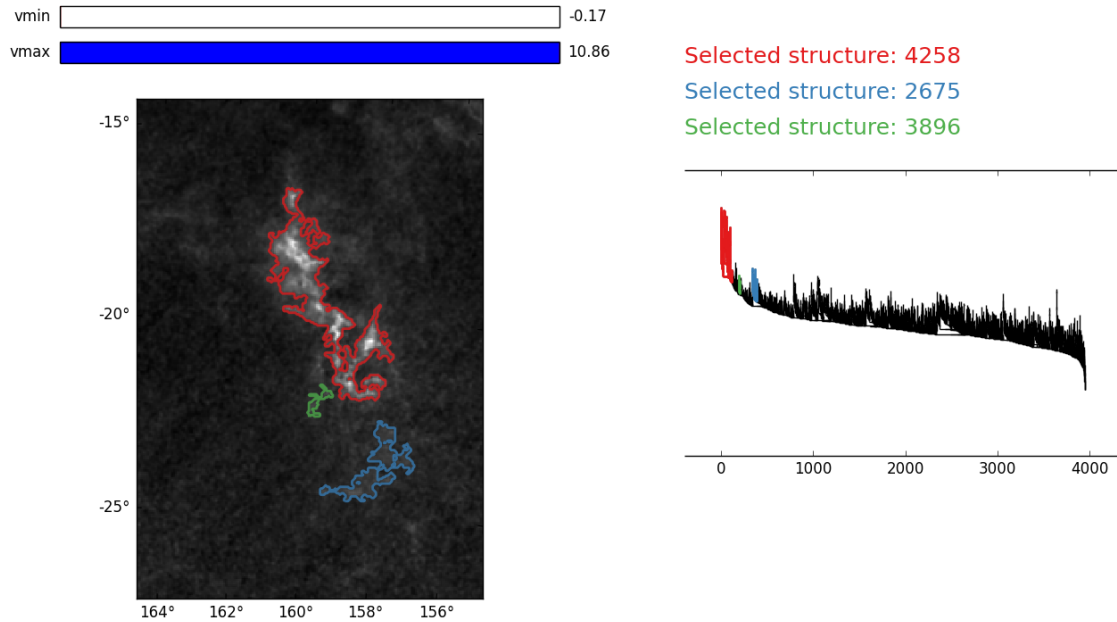 vmin -0.17
vmax 10.86
Selected structure: 4258
Selected structure: 2675
Selected structure: 3896
-15°
-20°
-25°
164° 162° 160° 158° 156°
0 1000 2000 3000 4000